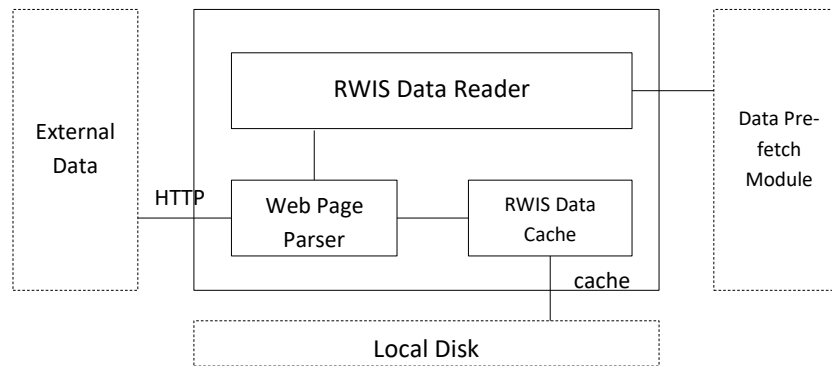 RWIS Data Reader
External
Data
Data Pre-
fetch
Module
HTTP
Web Page
Parser
RWIS Data
Cache
cache
Local Disk